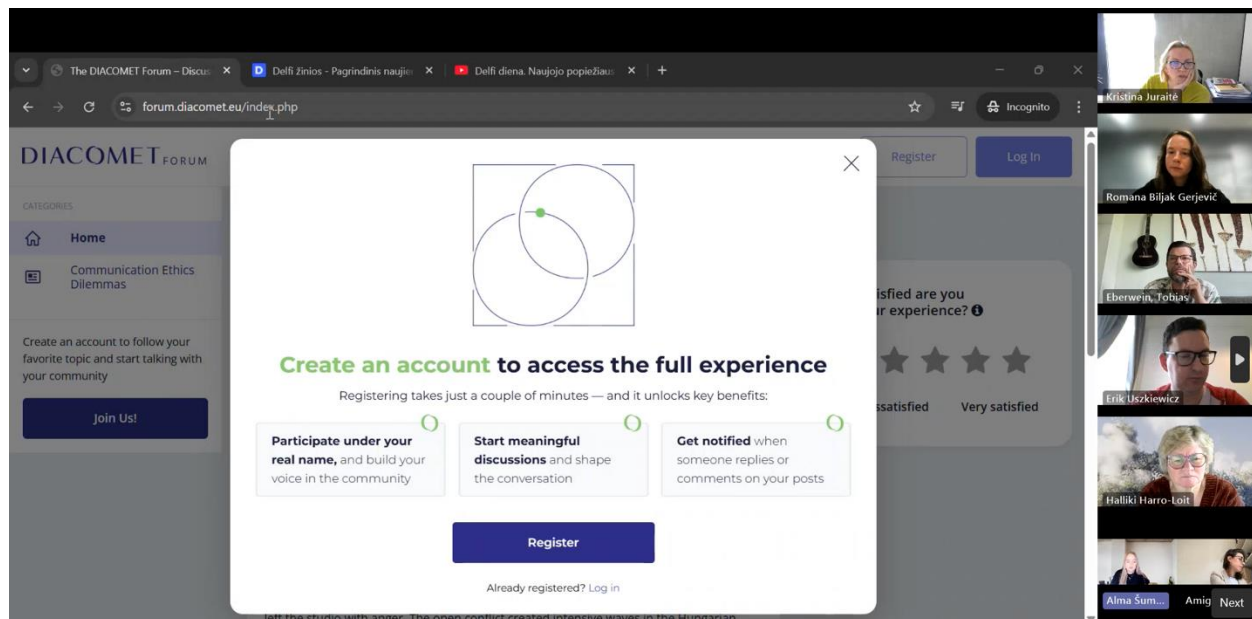 The DIACOMET Forum – Discus
Delfi žinios - Pagrindinis naujie
Delfi diena. Naujojo popiežiaus
forum.diacomet.eu/index.php
Incognito
DIACOMET FORUM
Register
Log In
CATEGORIES
Home
Communication Ethics
Dilemmas
Create an account to follow your
favorite topic and start talking with
your community
Join Us!
Create an account to access the full experience
Registering takes just a couple of minutes — and it unlocks key benefits:
Participate under your
real name, and build your
voice in the community
Start meaningful
discussions and shape
the conversation
Get notified when
someone replies or
comments on your posts
Register
Already registered? Log in
isfied are you
r experience?
ssatisfied
Very satisfied
left the studio with anger. The open conflict created intensive waves in the Hungarian
Kristina Juraitė
Romana Biljak Gerjevič
Eberwein, Tobias
Erik Uszkiewicz
Halliki Harro-Loit
Alma Šum...
Amig
Next